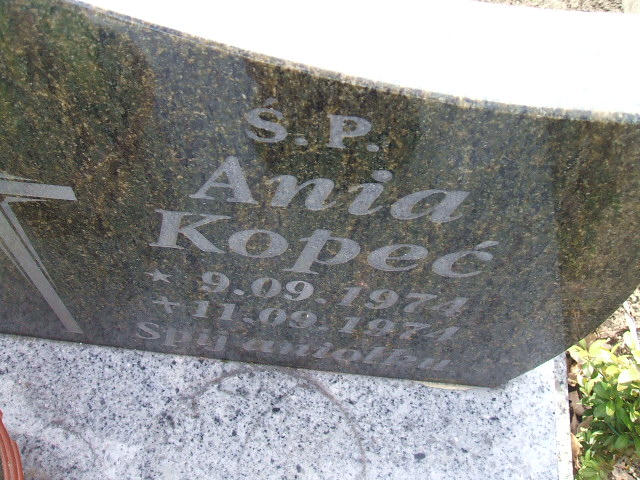 Ś. P.
Ania
Kopeć
* 9.09.1974
+ 11.09.1974
Śpij aniołku